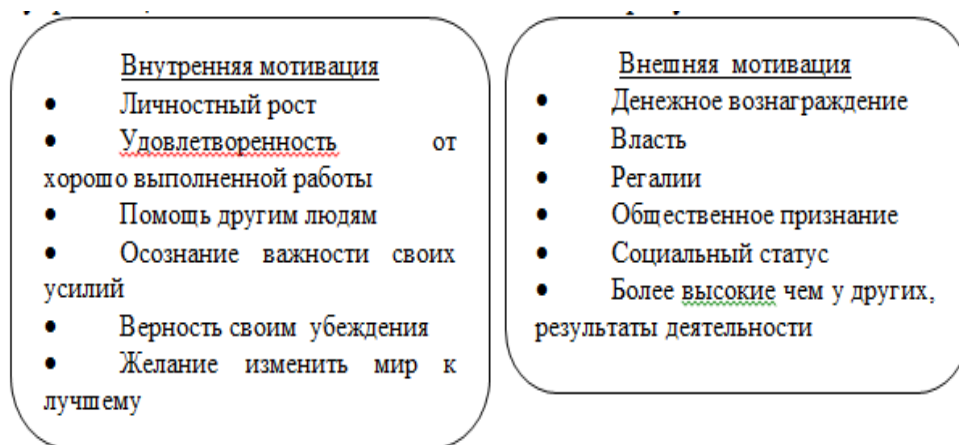 Внутренняя мотивация
• Личностный рост
• Удовлетворенность от
хорошо выполненной работы
• Помощь другим людям
• Осознание важности своих
усилий
• Верность своим убеждения
• Желание изменить мир к
лучшему
Внешняя мотивация
• Денежное вознаграждение
• Власть
• Регалии
• Общественное признание
• Социальный статус
• Более высокие чем у других,
результаты деятельности